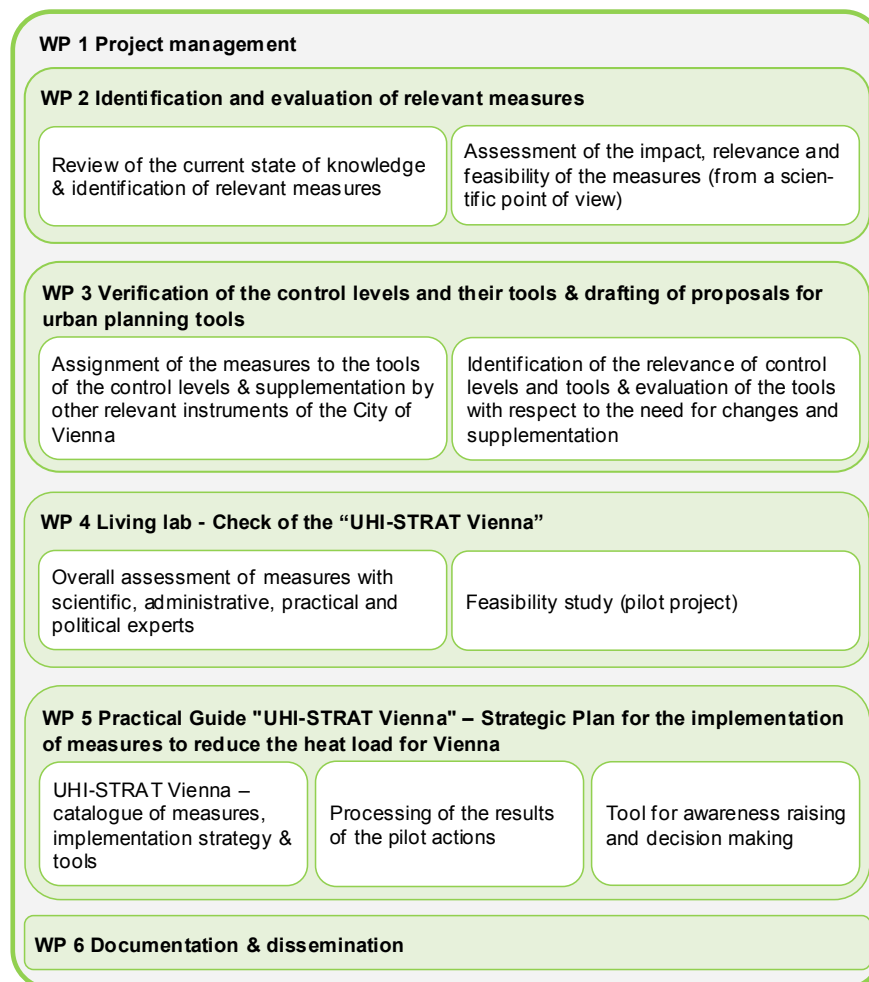 WP 1 Project management
WP 2 Identification and evaluation of relevant measures
Review of the current state of knowledge
& identification of relevant measures
Assessment of the impact, relevance and
feasibility of the measures (from a scien-
tific point of view)
WP 3 Verification of the control levels and their tools & drafting of proposals for
urban planning tools
Assignment of the measures to the tools
of the control levels & supplementation by
other relevant instruments of the City of
Vienna
Identification of the relevance of control
levels and tools & evaluation of the tools
with respect to the need for changes and
supplementation
WP 4 Living lab - Check of the “UHI-STRAT Vienna”
Overall assessment of measures with
scientific, administrative, practical and
political experts
Feasibility study (pilot project)
WP 5 Practical Guide "UHI-STRAT Vienna" – Strategic Plan for the implementation
of measures to reduce the heat load for Vienna
UHI-STRAT Vienna –
catalogue of measures,
implementation strategy &
tools
Processing of the results
of the pilot actions
Tool for awareness raising
and decision making
WP 6 Documentation & dissemination